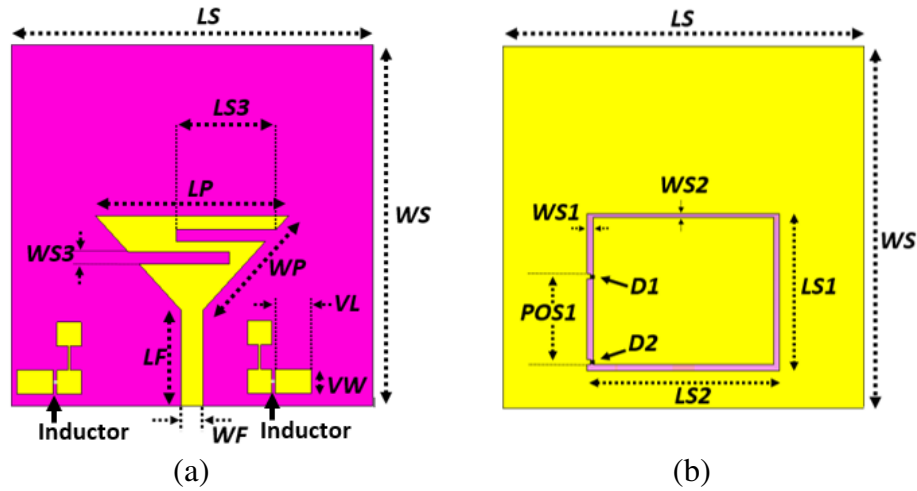 LS
LS3
LP
WS
WS3
WP
VL
LF
VW
Inductor
WF
Inductor
(a)
LS
WS2
WS1
WS
D1
LS1
POS1
D2
LS2
(b)